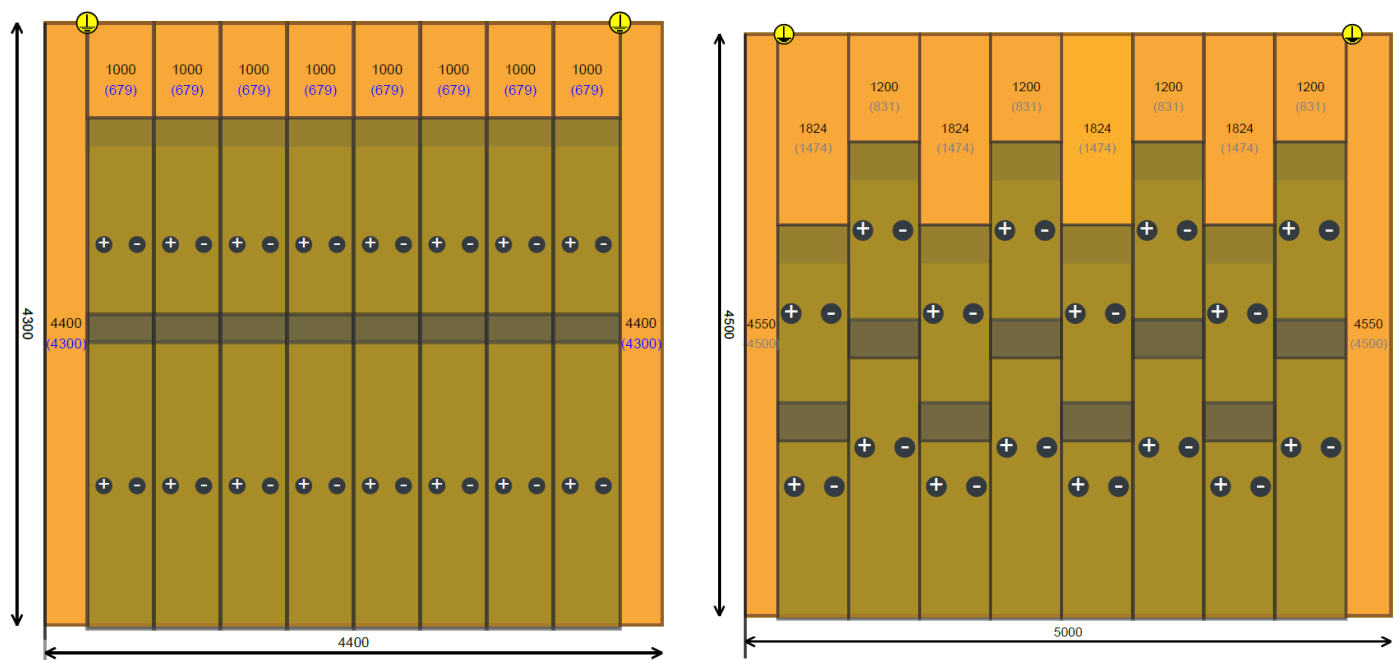 1000 1000 1000 1000 1000 1000 1000 1000
(679) (679) (679) (679) (679) (679) (679) (679)
+ - + - + - + - + - + - + - + -
4300
4400 4400
(4300) (4300)
+ - + - + - + - + - + - + - + -
4400
1200 1200 1200 1200
(831) (831) (831) (831)
1824 1824 1824 1824
(1474) (1474) (1474) (1474)
+ - + - + - + -
+ - + - + - + -
4500
4550 4550
(4500) (4500)
+ - + - + - + -
+ - + - + - + -
5000